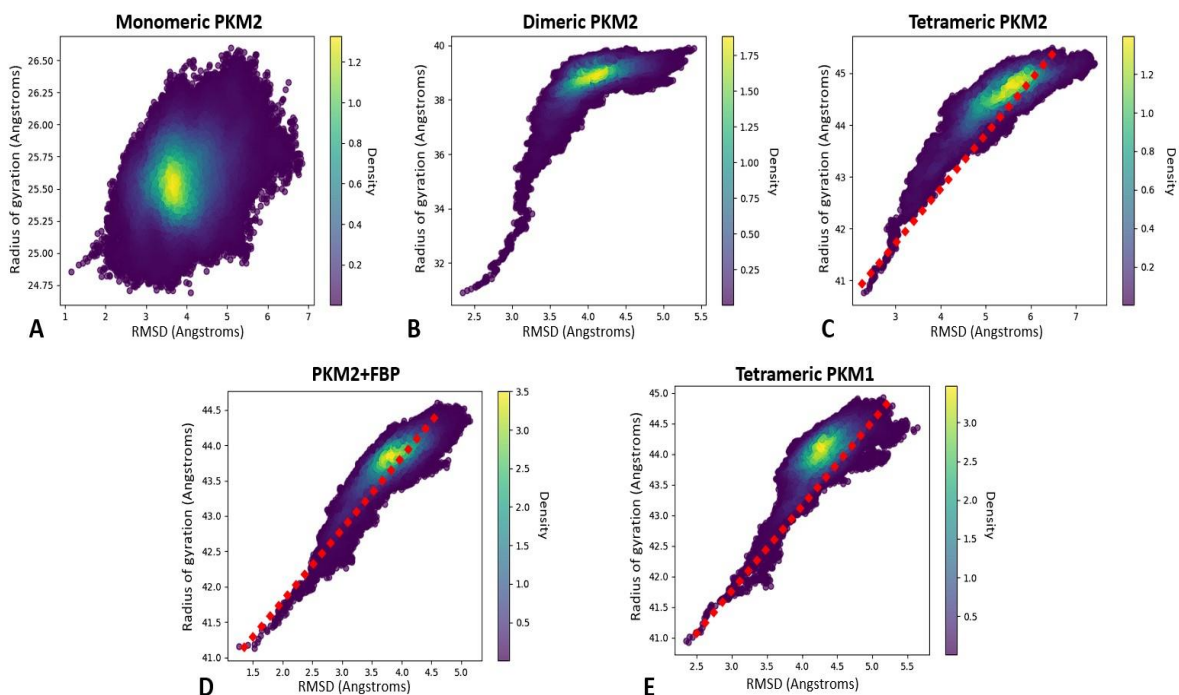 Monomeric PKM2
Radius of gyration (Angstroms)
26.50
26.25
26.00
25.75
25.50
25.25
25.00
24.75
1 2 3 4 5 6 7
RMSD (Angstroms)
1.2
1.0
0.8
0.6
0.4
0.2
Density
A
Dimeric PKM2
Radius of gyration (Angstroms)
40
38
36
34
32
2.5 3.0 3.5 4.0 4.5 5.0 5.5
RMSD (Angstroms)
1.75
1.50
1.25
1.00
0.75
0.50
0.25
Density
B
Tetrameric PKM2
Radius of gyration (Angstroms)
45
44
43
42
41
3 4 5 6 7
RMSD (Angstroms)
1.2
1.0
0.8
0.6
0.4
0.2
Density
C
PKM2+FBP
Radius of gyration (Angstroms)
44.5
44.0
43.5
43.0
42.5
42.0
41.5
41.0
1.5 2.0 2.5 3.0 3.5 4.0 4.5 5.0
RMSD (Angstroms)
3.5
3.0
2.5
2.0
1.5
1.0
0.5
Density
D
Tetrameric PKM1
Radius of gyration (Angstroms)
45.0
44.5
44.0
43.5
43.0
42.5
42.0
41.5
41.0
2.5 3.0 3.5 4.0 4.5 5.0 5.5
RMSD (Angstroms)
3.0
2.5
2.0
1.5
1.0
0.5
Density
E